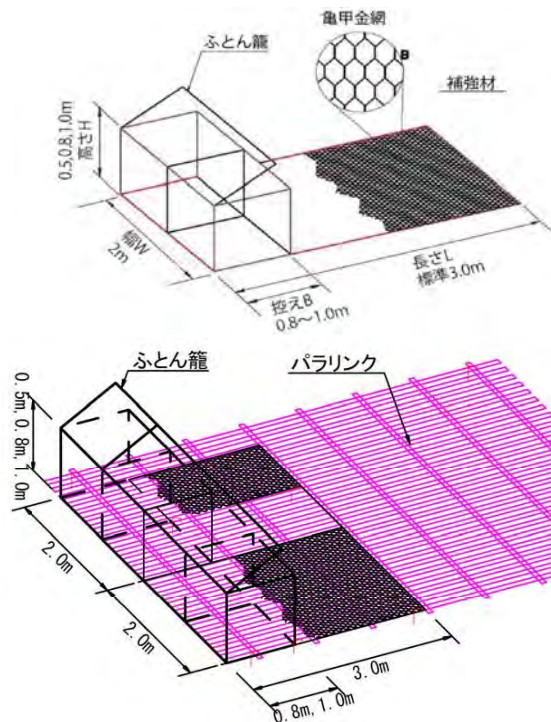 亀甲金網
ふとん籠
B
補強材
0.5,0.8,1.0m
高さH
幅W
2m
長さL
標準3.0m
控えB
0.8～1.0m
ふとん籠
パラリンク
0.5m,0.8m,1.0m
2.0m
2.0m
3.0m
0.8m,1.0m